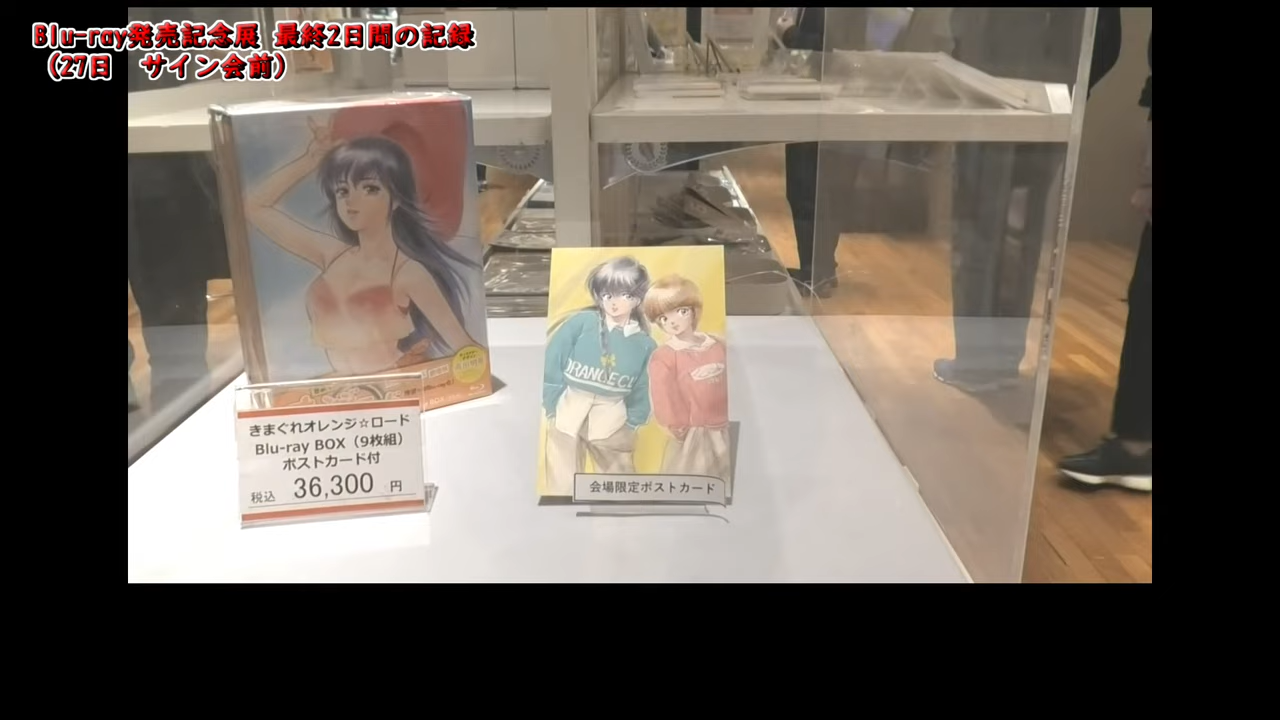 Blu-ray発売記念展 最終2日間の記録
（27日　サイン会前）
ORANGE
きまぐれオレンジ☆ロード
Blu-ray BOX（9枚組）
ポストカード付
税込 36,300 円
会場限定ポストカード